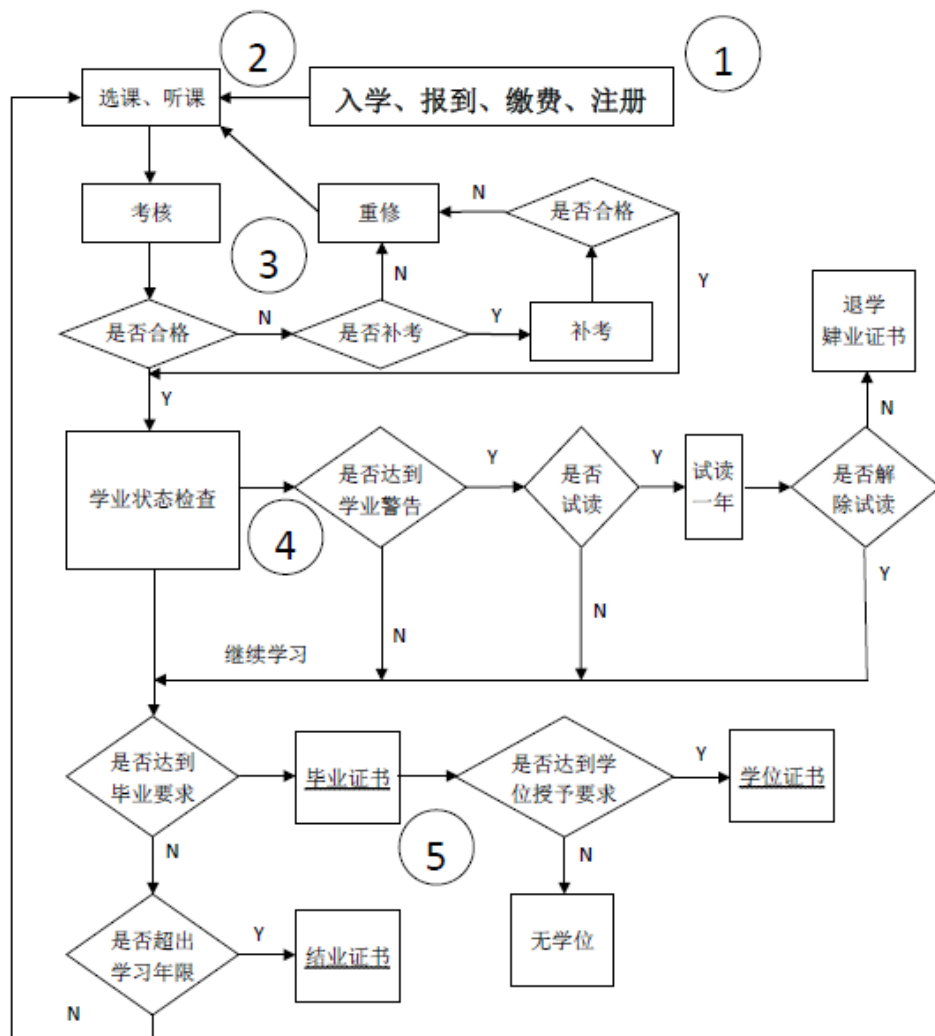 2
1
选课、听课
入学、报到、缴费、注册
考核
重修
N
是否合格
3
N
Y
是否合格
N
是否补考
Y
补考
退学
肄业证书
Y
N
学业状态检查
是否达到
学业警告
Y
是否
试读
Y
试读
一年
是否解
除试读
4
Y
N
N
继续学习
是否达到
毕业要求
毕业证书
是否达到学
位授予要求
Y
学位证书
5
N
N
是否超出
学习年限
Y
结业证书
无学位
N